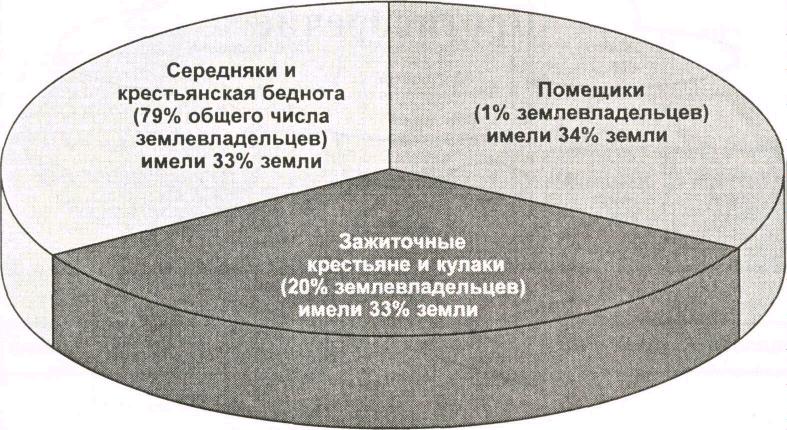 Середняки и
крестьянская беднота
(79% общего числа
землевладельцев)
имели 33% земли
Помещики
(1% землевладельцев)
имели 34% земли
Зажиточные
крестьяне и кулаки
(20% землевладельцев)
имели 33% земли